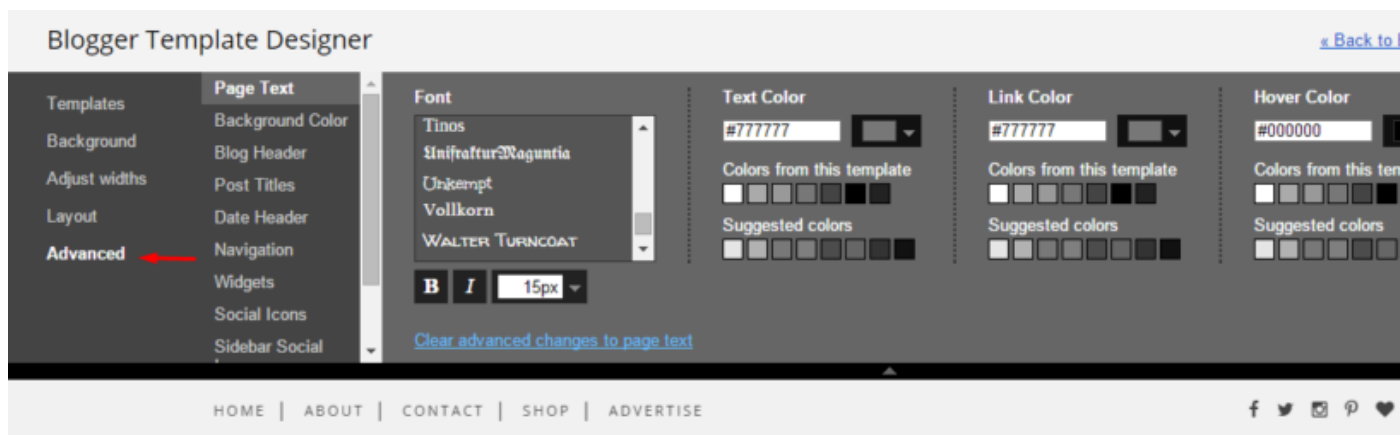 Blogger Template Designer
« Back to
Templates
Background
Adjust widths
Layout
Advanced
Page Text
Background Color
Blog Header
Post Titles
Date Header
Navigation
Widgets
Social Icons
Sidebar Social
Font
Tinos
UnifrakturMaguntia
Unkempt
Vollkorn
WALTER TURNCOAT
B I 15px
Clear advanced changes to page text
Text Color
#777777
Colors from this template
Suggested colors
Link Color
#777777
Colors from this template
Suggested colors
Hover Color
#000000
Colors from this
Suggested colors
HOME | ABOUT | CONTACT | SHOP | ADVERTISE